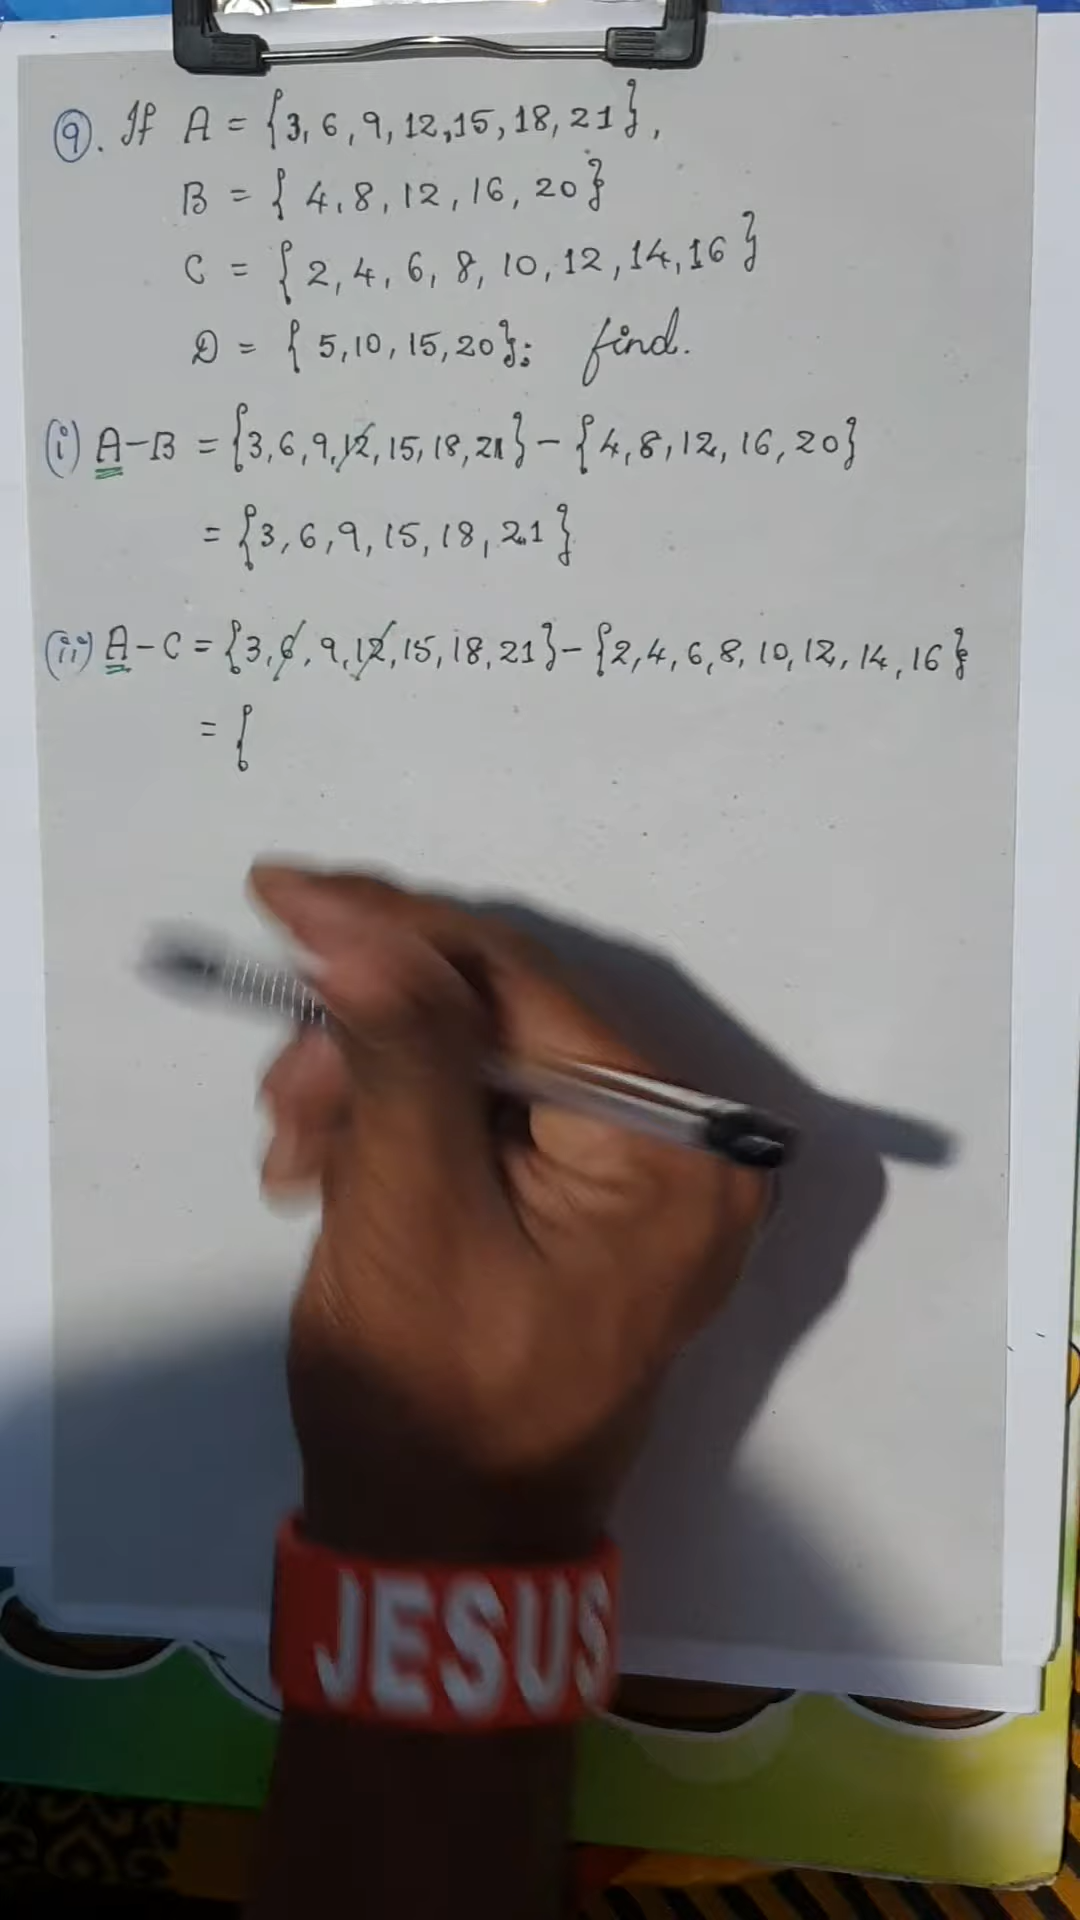 9. If A = {3, 6, 9, 12, 15, 18, 21},
B = { 4, 8, 12, 16, 20}
C = { 2, 4, 6, 8, 10, 12, 14, 16 }
D = { 5, 10, 15, 20}; find.
(i) A-B = {3, 6, 9, 12, 15, 18, 21} - {4, 8, 12, 16, 20}
= {3, 6, 9, 15, 18, 21}
(ii) A-C = {3, 6, 9, 12, 15, 18, 21} - {2, 4, 6, 8, 10, 12, 14, 16}
= {
JESUS